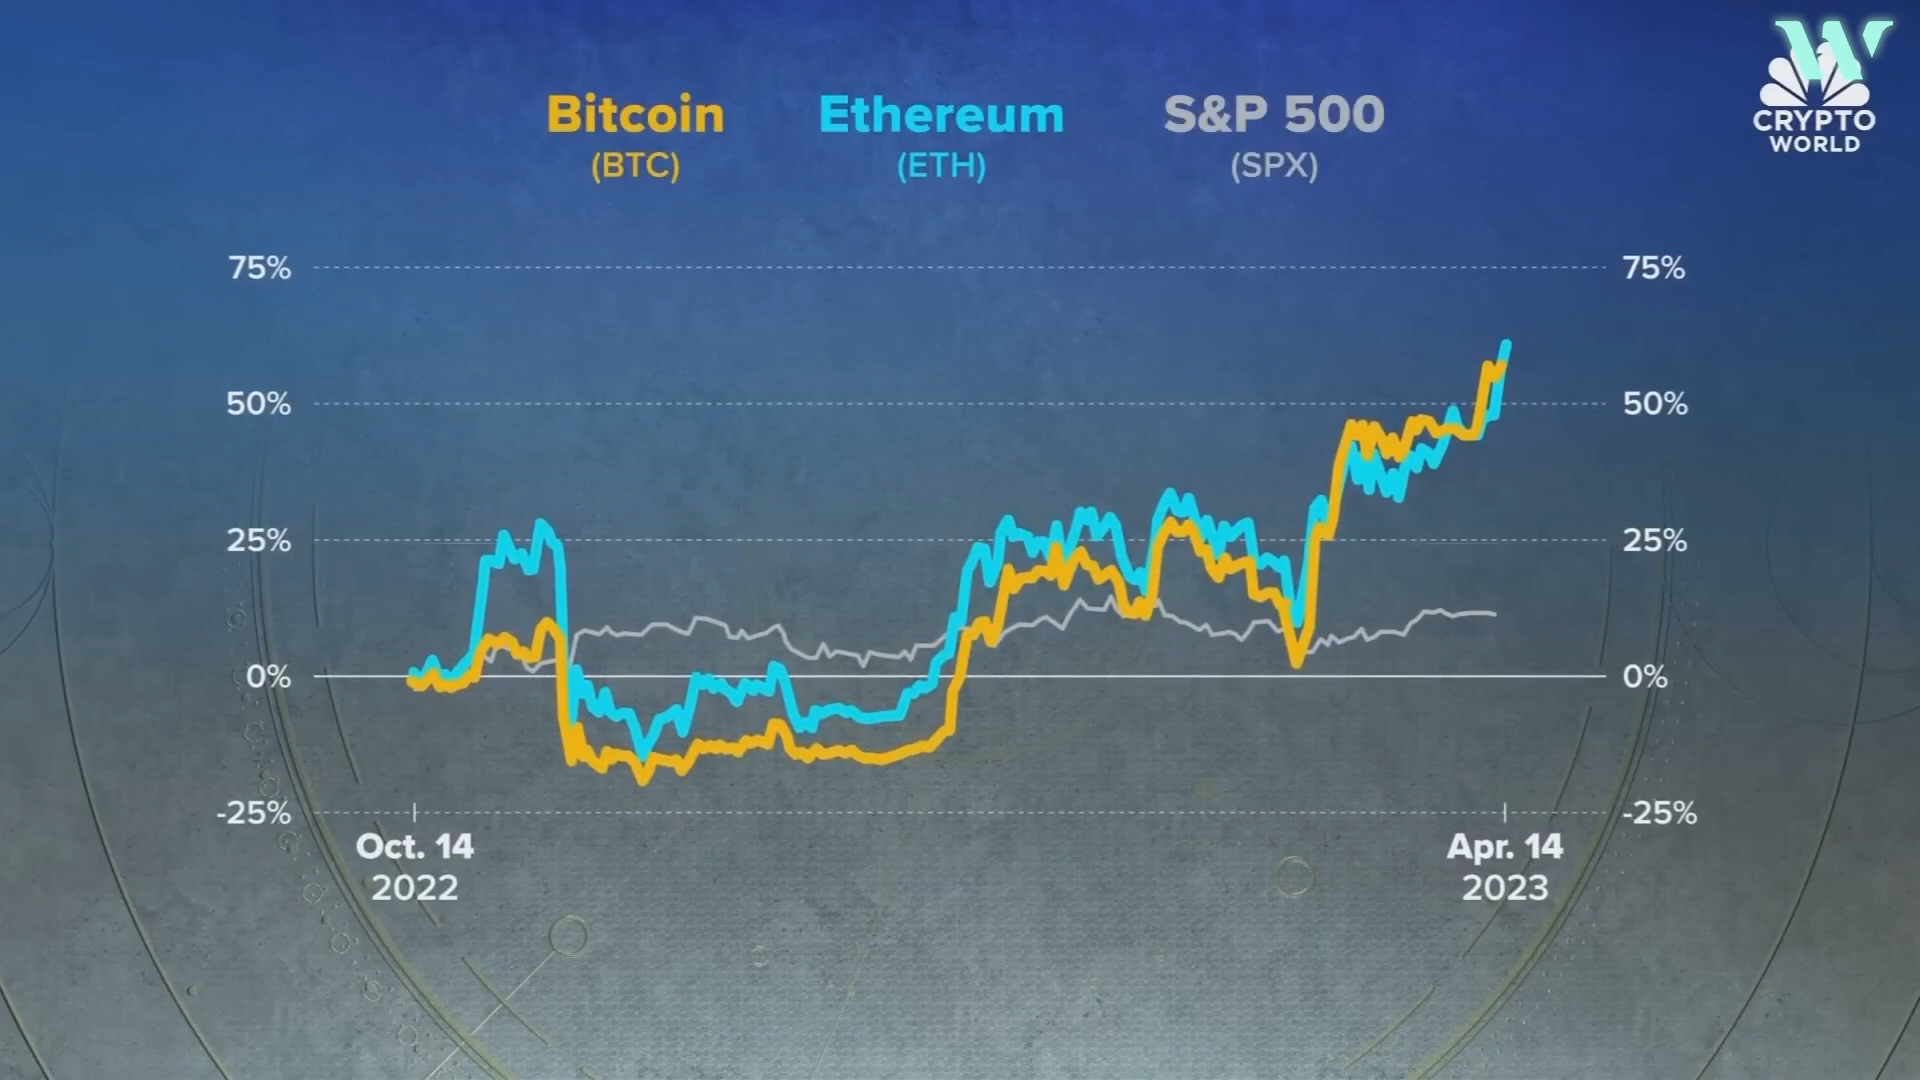 W
CRYPTO
WORLD
Bitcoin Ethereum S&P 500
(BTC) (ETH) (SPX)
75% 75%
50% 50%
25% 25%
0% 0%
-25% -25%
Oct. 14 Apr. 14
2022 2023